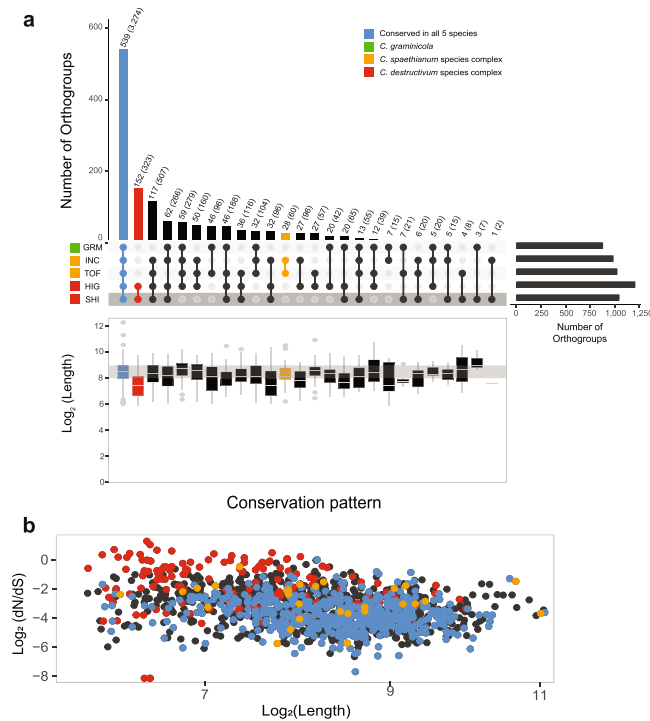 a
Number of Orthogroups
600
400
200
0
539 (3,274)
152 (323)
117 (507)
62 (266)
59 (279)
50 (160)
46 (96)
46 (188)
36 (116)
32 (104)
32 (96)
28 (60)
27 (96)
27 (57)
20 (42)
20 (65)
13 (55)
12 (39)
7 (15)
7 (21)
6 (20)
5 (20)
5 (15)
4 (8)
3 (7)
1 (2)
Conserved in all 5 species
C. graminicola
C. spaethianum species complex
C. destructivum species complex
GRM
INC
TOF
HIG
SHI
0 250 500 750 1,000 1,250
Number of
Orthogroups
Log₂ (Length)
12
10
8
6
4
2
0
Conservation pattern
b
Log₂ (dN/dS)
0
−2
−4
−6
−8
7 9 11
Log₂(Length)